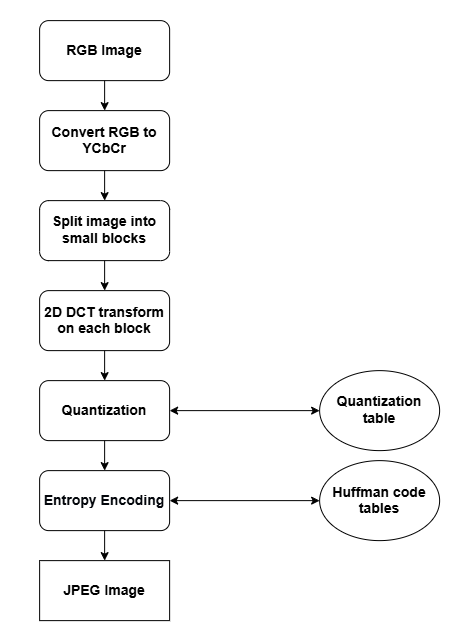 RGB Image
Convert RGB to
YCbCr
Split image into
small blocks
2D DCT transform
on each block
Quantization
Quantization
table
Entropy Encoding
Huffman code
tables
JPEG Image